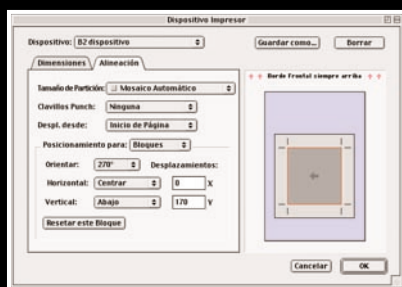 Dispositivo Impresor
Dispositivo: B2 dispositivo
Guardar como...
Borrar
Dimensiones
Alineación
Borde frontal siempre arriba
Tamaño de Partición: Mosaico Automático
Clavillos Punch: Ninguna
Despl. desde: Inicio de Página
Posicionamiento para: Bloques
Orientar: 270° Desplazamientos:
Horizontal: Centrar 0 X
Vertical: Abajo 170 Y
Resetar este Bloque
Cancelar
OK